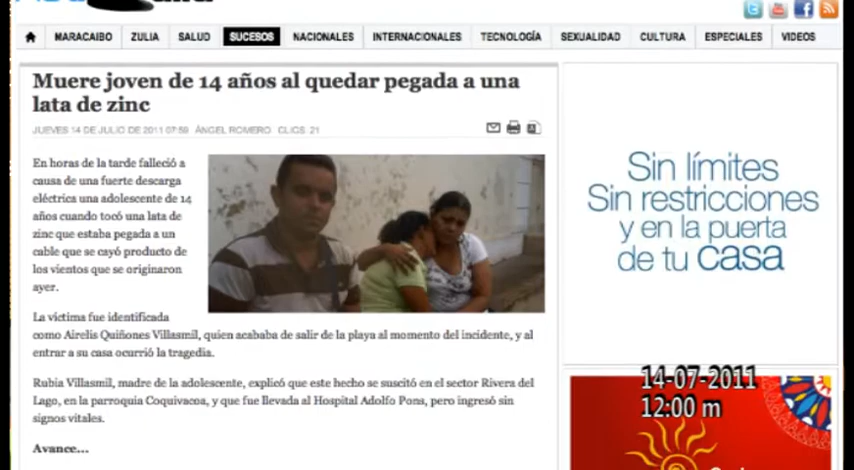 MARACAIBO ZULIA SALUD SUCESOS NACIONALES INTERNACIONALES TECNOLOGÍA SEXUALIDAD CULTURA ESPECIALES VIDEOS
Muere joven de 14 años al quedar pegada a una
lata de zinc
JUEVES 14 DE JULIO DE 2011 07:59 ÁNGEL ROMERO CLICS: 21
En horas de la tarde falleció a
causa de una fuerte descarga
eléctrica una adolescente de 14
años cuando tocó una lata de
zinc que estaba pegada a un
cable que se cayó producto de
los vientos que se originaron
ayer.
La víctima fue identificada
como Airelis Quiñones Villasmil, quien acababa de salir de la playa al momento del incidente, y al
entrar a su casa ocurrió la tragedia.
Rubia Villasmil, madre de la adolescente, explicó que este hecho se suscitó en el sector Rivera del
Lago, en la parroquia Coquivacoa, y que fue llevada al Hospital Adolfo Pons, pero ingresó sin
signos vitales.
Avance...
Sin límites
Sin restricciones
y en la puerta
de tu casa
14-07-2011
12:00 m